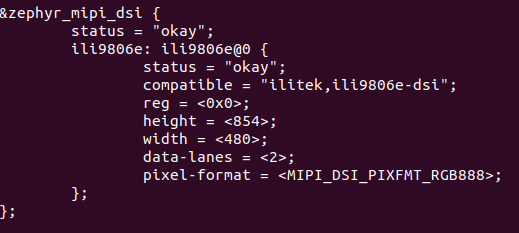 &zephyr_mipi_dsi {
        status = "okay";
        ili9806e: ili9806e@0 {
                status = "okay";
                compatible = "ilitek,ili9806e-dsi";
                reg = <0x0>;
                height = <854>;
                width = <480>;
                data-lanes = <2>;
                pixel-format = <MIPI_DSI_PIXFMT_RGB888>;
        };
};